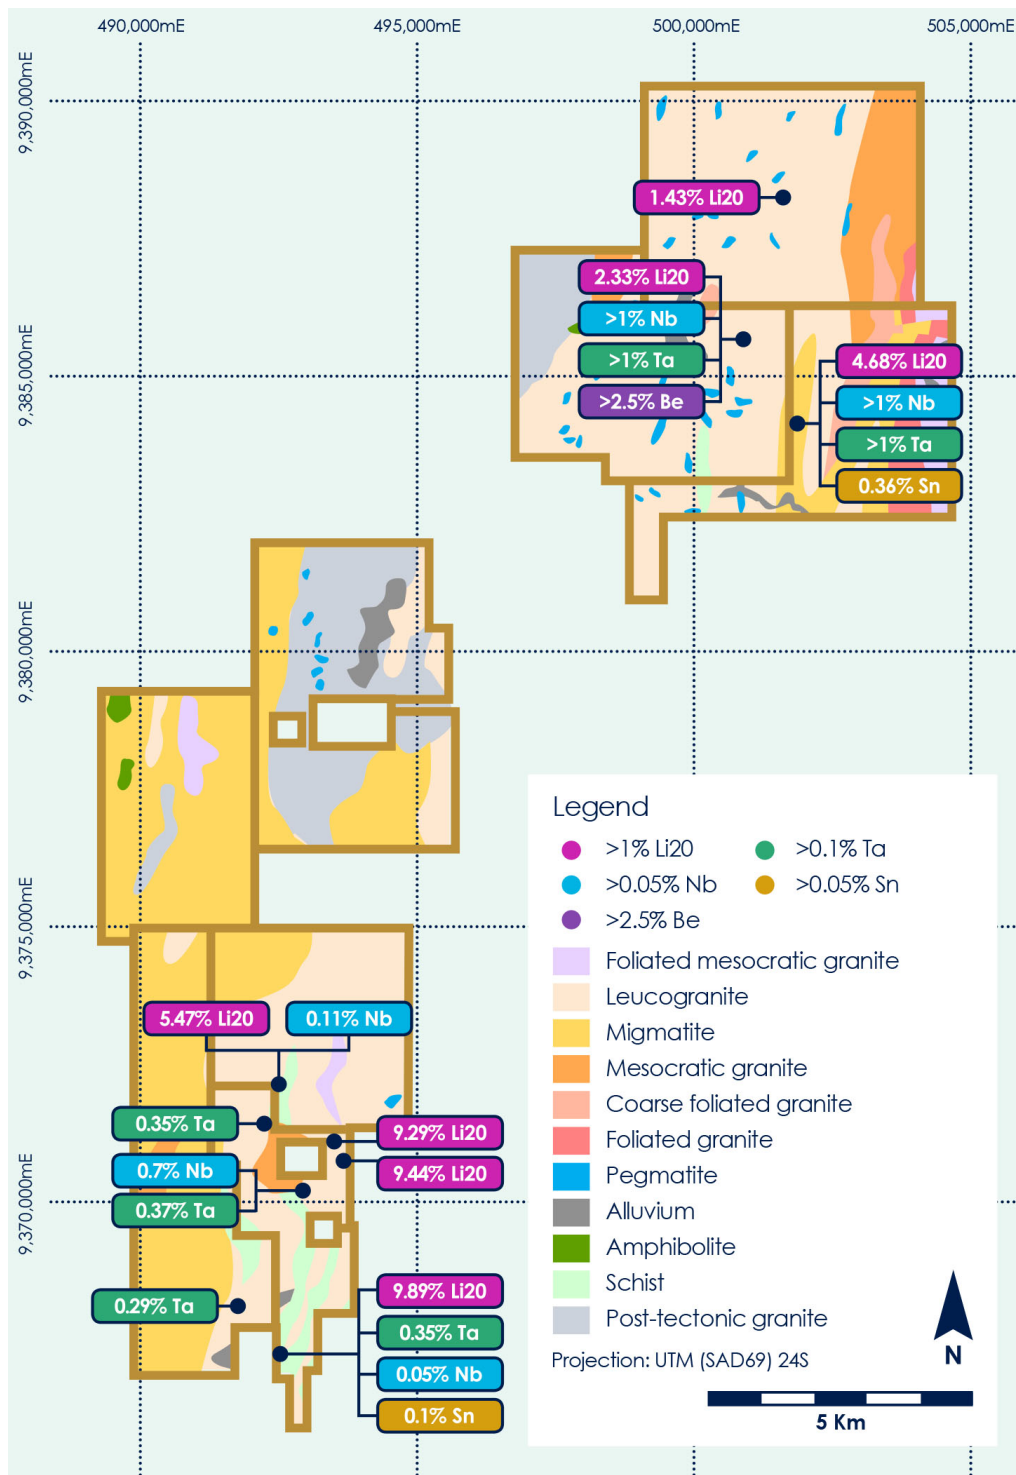 490,000mE
495,000mE
500,000mE
505,000mE
9,390,000mE
1.43% Li20
2.33% Li20
>1% Nb
>1% Ta
>2.5% Be
9,385,000mE
4.68% Li20
>1% Nb
>1% Ta
0.36% Sn
9,380,000mE
9,375,000mE
5.47% Li20
0.11% Nb
0.35% Ta
9.29% Li20
0.7% Nb
9.44% Li20
0.37% Ta
9,370,000mE
0.29% Ta
9.89% Li20
0.35% Ta
0.05% Nb
0.1% Sn
Legend
>1% Li20
>0.1% Ta
>0.05% Nb
>0.05% Sn
>2.5% Be
Foliated mesocratic granite
Leucogranite
Migmatite
Mesocratic granite
Coarse foliated granite
Foliated granite
Pegmatite
Alluvium
Amphibolite
Schist
Post-tectonic granite
Projection: UTM (SAD69) 24S
N
5 Km